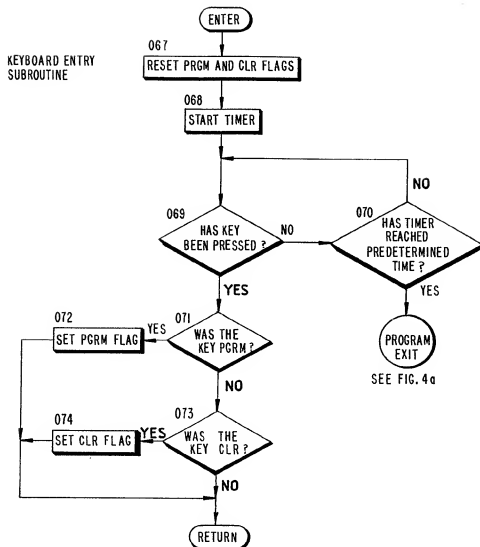 ENTER
067
KEYBOARD ENTRY
SUBROUTINE
RESET PRGM AND CLR FLAGS
068
START TIMER
NO
069
HAS KEY
BEEN PRESSED ?
NO
070
HAS TIMER
REACHED
PREDETERMINED
TIME ?
YES
YES
072
SET PGRM FLAG
YES
071
WAS THE
KEY PGRM ?
PROGRAM
EXIT
SEE FIG. 4a
NO
074
SET CLR FLAG
YES
073
WAS THE
KEY CLR ?
NO
RETURN